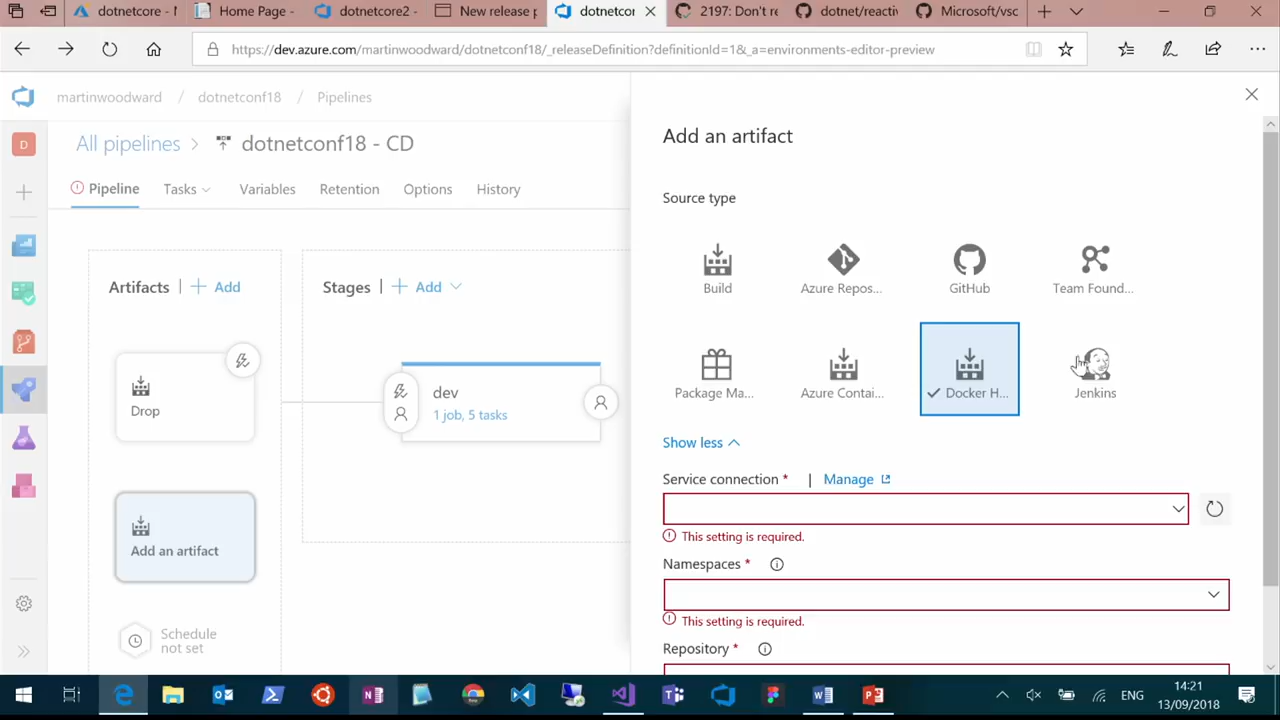 dotnetcore -
Home Page -
dotnetcore2 -
New release p
dotnetcor
2197: Don't re
dotnet/reactiv
Microsoft/vsc
https://dev.azure.com/martinwoodward/dotnetconf18/_releaseDefinition?definitionId=1&_a=environments-editor-preview
martinwoodward / dotnetconf18 / Pipelines
D
All pipelines > dotnetconf18 - CD
Pipeline
Tasks
Variables
Retention
Options
History
Artifacts | + Add
Stages | + Add
Drop
dev
1 job, 5 tasks
Add an artifact
Schedule
not set
Add an artifact
Source type
Build
Azure Repos...
GitHub
Team Found...
Package Ma...
Azure Contai...
Docker H...
Jenkins
Show less
Service connection * | Manage
This setting is required.
Namespaces *
This setting is required.
Repository *
ENG
14:21
13/09/2018